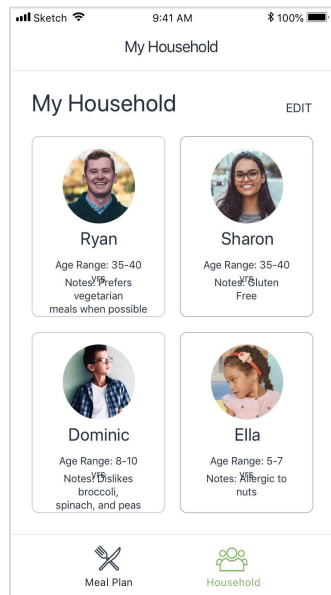 Sketch 9:41 AM 100%
My Household
My Household
EDIT
Ryan
Age Range: 35-40
yrs
Notes: Prefers
vegetarian
meals when possible
Sharon
Age Range: 35-40
yrs
Notes: Gluten
Free
Dominic
Age Range: 8-10
yrs
Notes: Dislikes
broccoli,
spinach, and peas
Ella
Age Range: 5-7
yrs
Notes: Allergic to
nuts
Meal Plan
Household